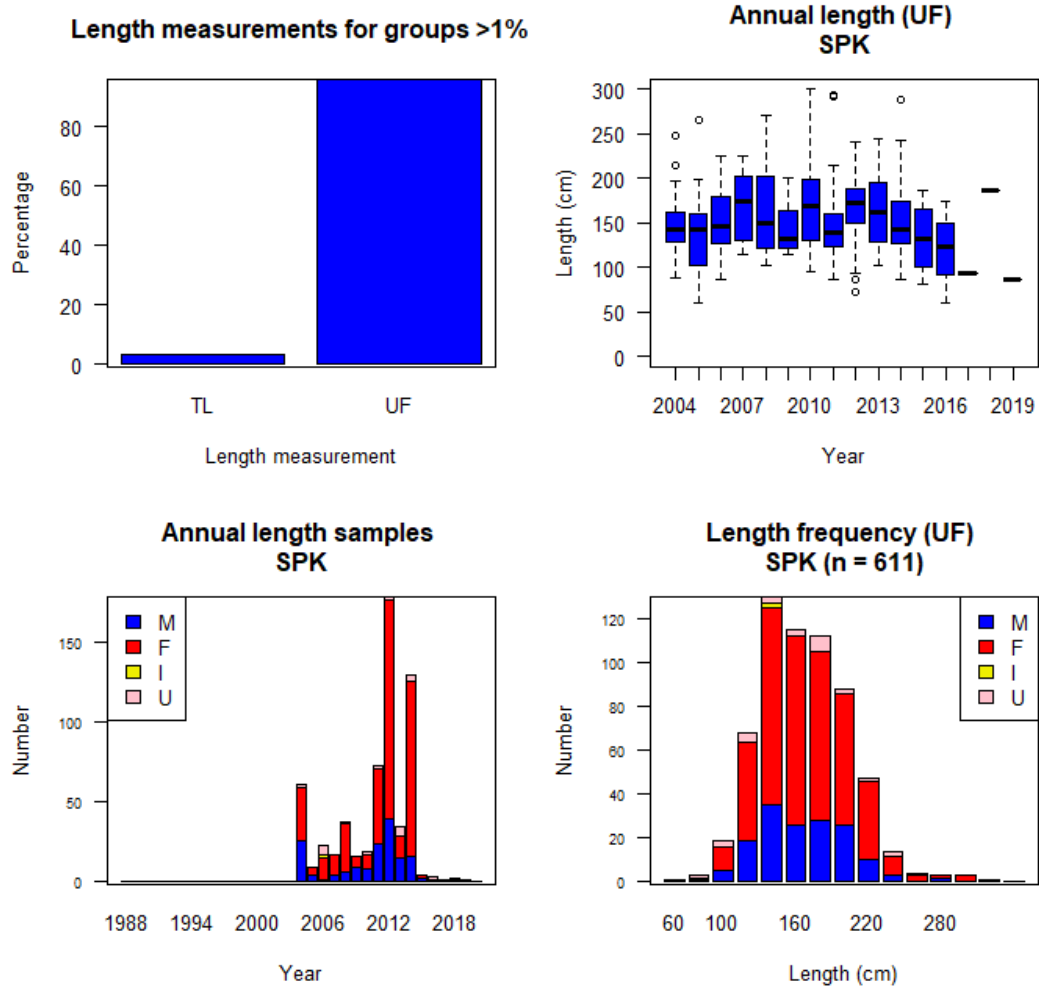 Length measurements for groups >1%
Percentage
80
60
40
20
0
TL UF
Length measurement
Annual length (UF)
SPK
Length (cm)
300
250
200
150
100
50
0
2004 2007 2010 2013 2016 2019
Year
Annual length samples
SPK
Number
150
100
50
0
M
F
I
U
1988 1994 2000 2006 2012 2018
Year
Length frequency (UF)
SPK (n = 611)
Number
120
100
80
60
40
20
0
M
F
I
U
60 100 160 220 280
Length (cm)